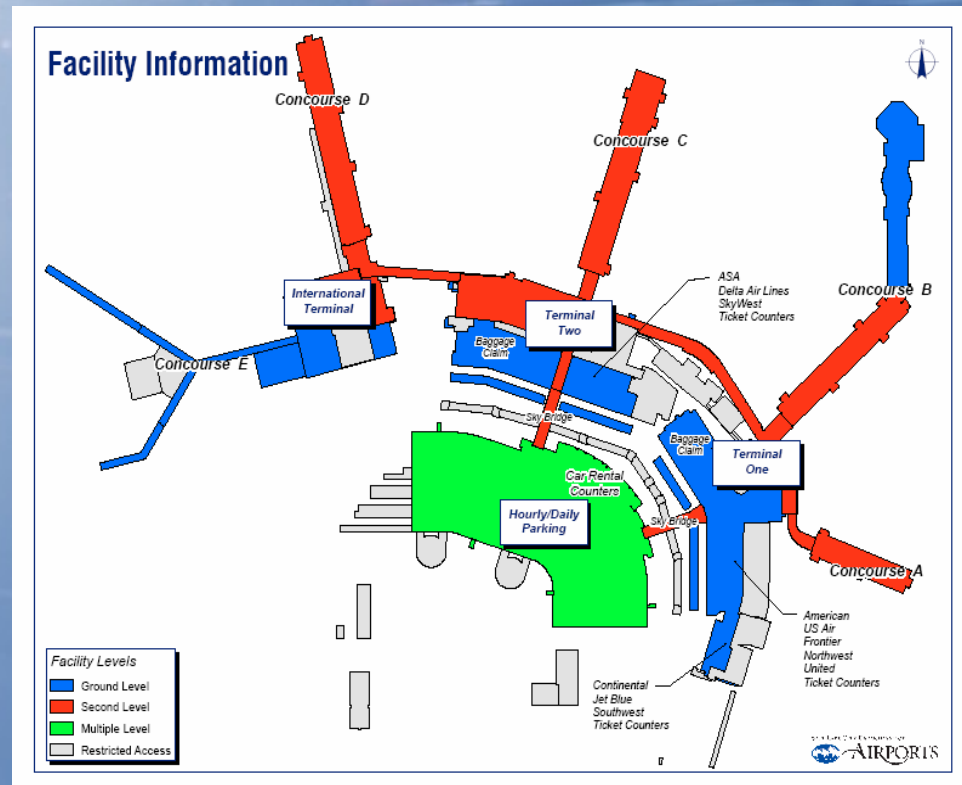 Facility Information
N
Concourse D
Concourse C
Concourse B
ASA
Delta Air Lines
SkyWest
Ticket Counters
International
Terminal
Terminal
Two
Baggage
Claim
Concourse E
Sky Bridge
Baggage
Claim
Terminal
One
Car Rental
Counters
Hourly/Daily
Parking
Sky Bridge
Concourse A
American
US Air
Frontier
Northwest
United
Ticket Counters
Continental
Jet Blue
Southwest
Ticket Counters
Facility Levels
Ground Level
Second Level
Multiple Level
Restricted Access
AIRPORTS